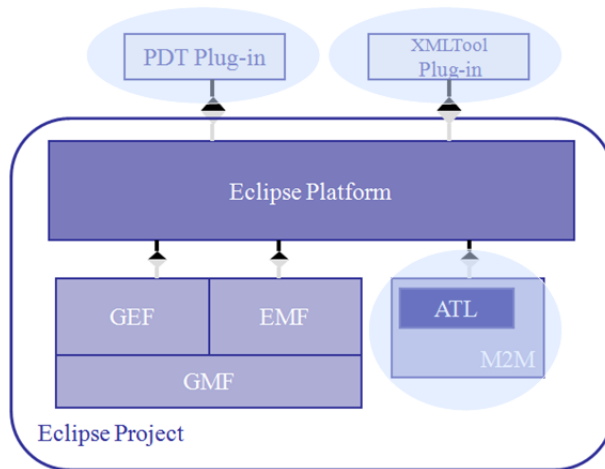 PDT Plug-in
XMLTool
Plug-in
Eclipse Platform
GEF
EMF
ATL
M2M
GMF
Eclipse Project